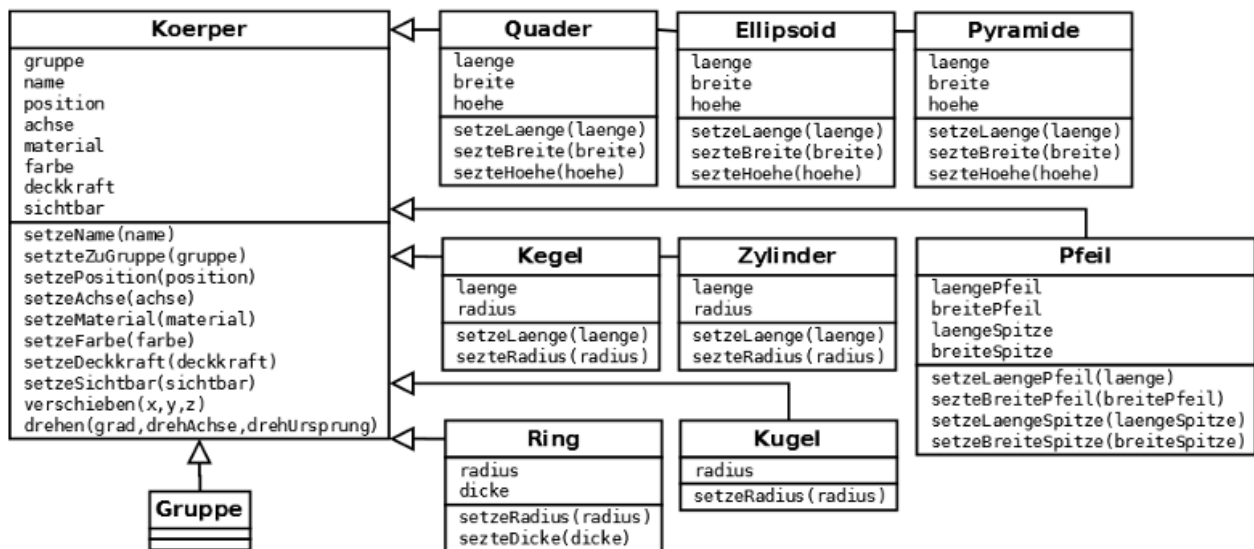 Koerper
gruppe
name
position
achse
material
farbe
deckkraft
sichtbar
setzeName(name)
setzteZuGruppe(gruppe)
setzePosition(position)
setzeAchse(achse)
setzeMaterial(material)
setzeFarbe(farbe)
setzeDeckkraft(deckkraft)
setzeSichtbar(sichtbar)
verschieben(x,y,z)
drehen(grad,drehAchse,drehUrsprung)
Quader
laenge
breite
hoehe
setzeLaenge(laenge)
sezteBreite(breite)
sezteHoehe(hoehe)
Ellipsoid
laenge
breite
hoehe
setzeLaenge(laenge)
sezteBreite(breite)
sezteHoehe(hoehe)
Pyramide
laenge
breite
hoehe
setzeLaenge(laenge)
sezteBreite(breite)
sezteHoehe(hoehe)
Kegel
laenge
radius
setzeLaenge(laenge)
sezteRadius(radius)
Zylinder
laenge
radius
setzeLaenge(laenge)
sezteRadius(radius)
Pfeil
laengePfeil
breitePfeil
laengeSpitze
breiteSpitze
setzeLaengePfeil(laenge)
sezteBreitePfeil(breitePfeil)
setzeLaengeSpitze(laengeSpitze)
setzeBreiteSpitze(breiteSpitze)
Ring
radius
dicke
setzeRadius(radius)
sezteDicke(dicke)
Kugel
radius
setzeRadius(radius)
Gruppe